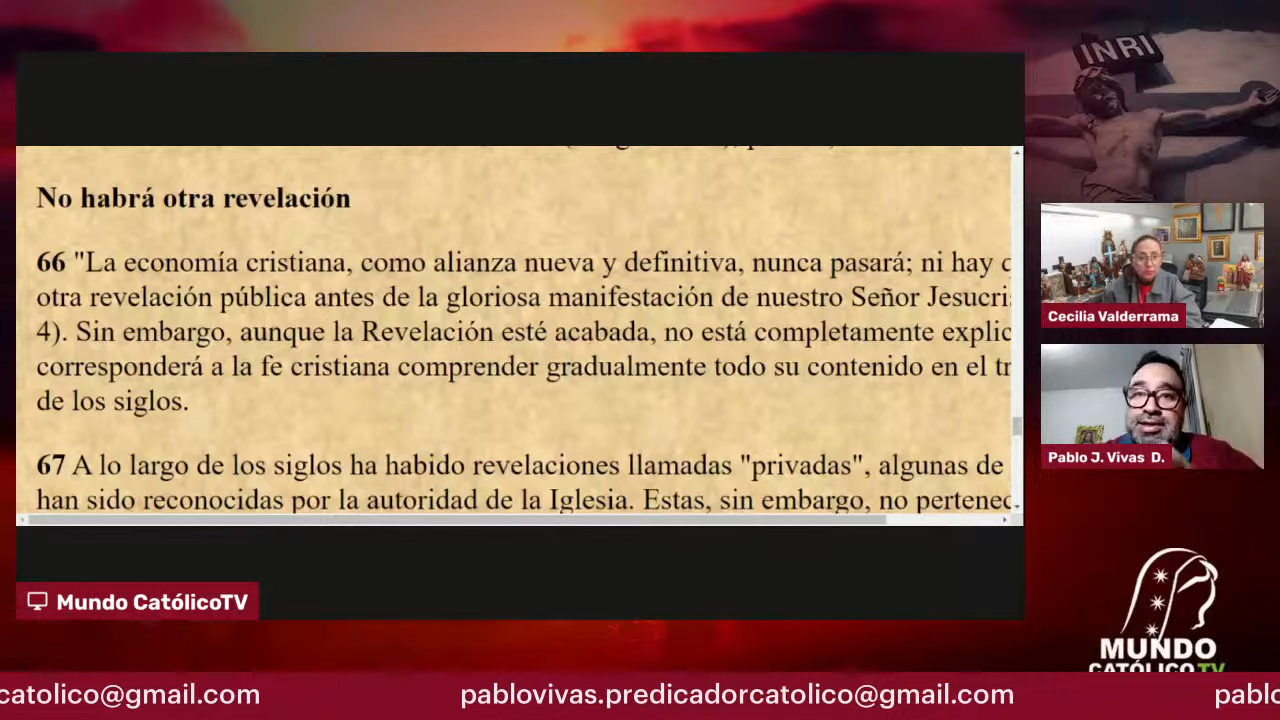 INRI
No habrá otra revelación
66 "La economía cristiana, como alianza nueva y definitiva, nunca pasará; ni hay
otra revelación pública antes de la gloriosa manifestación de nuestro Señor
4). Sin embargo, aunque la Revelación esté acabada, no está completamente
corresponderá a la fe cristiana comprender gradualmente todo su contenido en el
de los siglos.
67 A lo largo de los siglos ha habido revelaciones llamadas "privadas", algunas de
han sido reconocidas por la autoridad de la Iglesia. Estas, sin embargo, no
Cecilia Valderrama
Pablo J. Vivas D.
Mundo CatólicoTV
MUNDO
CATÓLICO TV
catolico@gmail.com pablovivas.predicadorcatolico@gmail.com